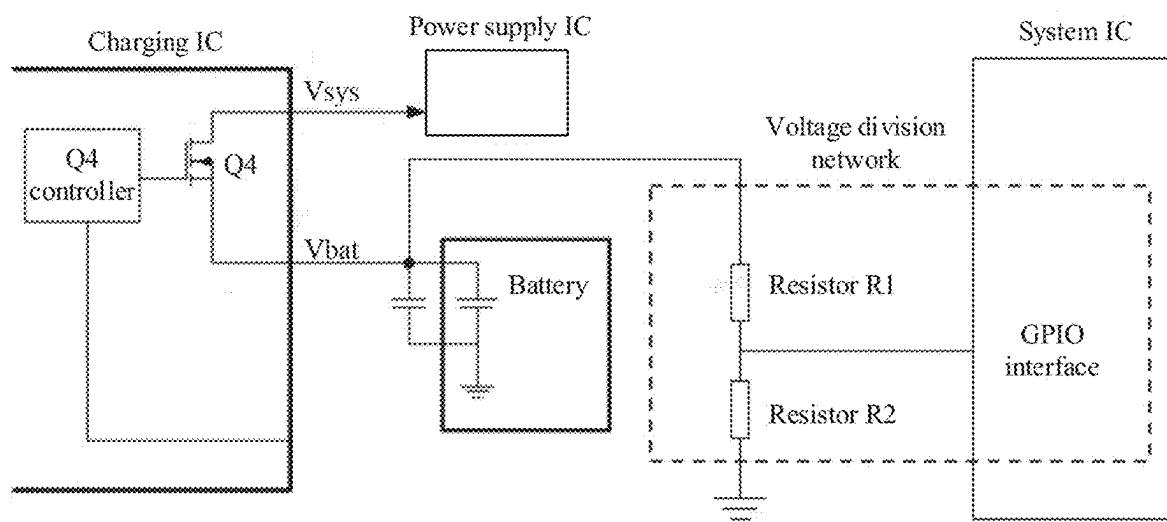 Charging IC
Power supply IC
System IC
Vsys
Voltage division
network
Q4
controller
Q4
Vbat
Battery
Resistor R1
GPIO
interface
Resistor R2